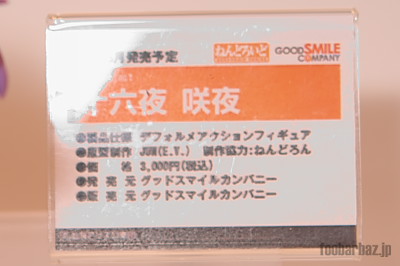 月発売予定 ねんどろいど GOOD SMILE COMPANY
十六夜 咲夜
●製品仕様 デフォルメアクションフィギュア
●原型制作 JUN(E.V.) 制作協力:ねんどろん
●価 格 3,000円(税込)
●発 売 元 グッドスマイルカンパニー
●販 売 元 グッドスマイルカンパニー
foobarbaz.jp